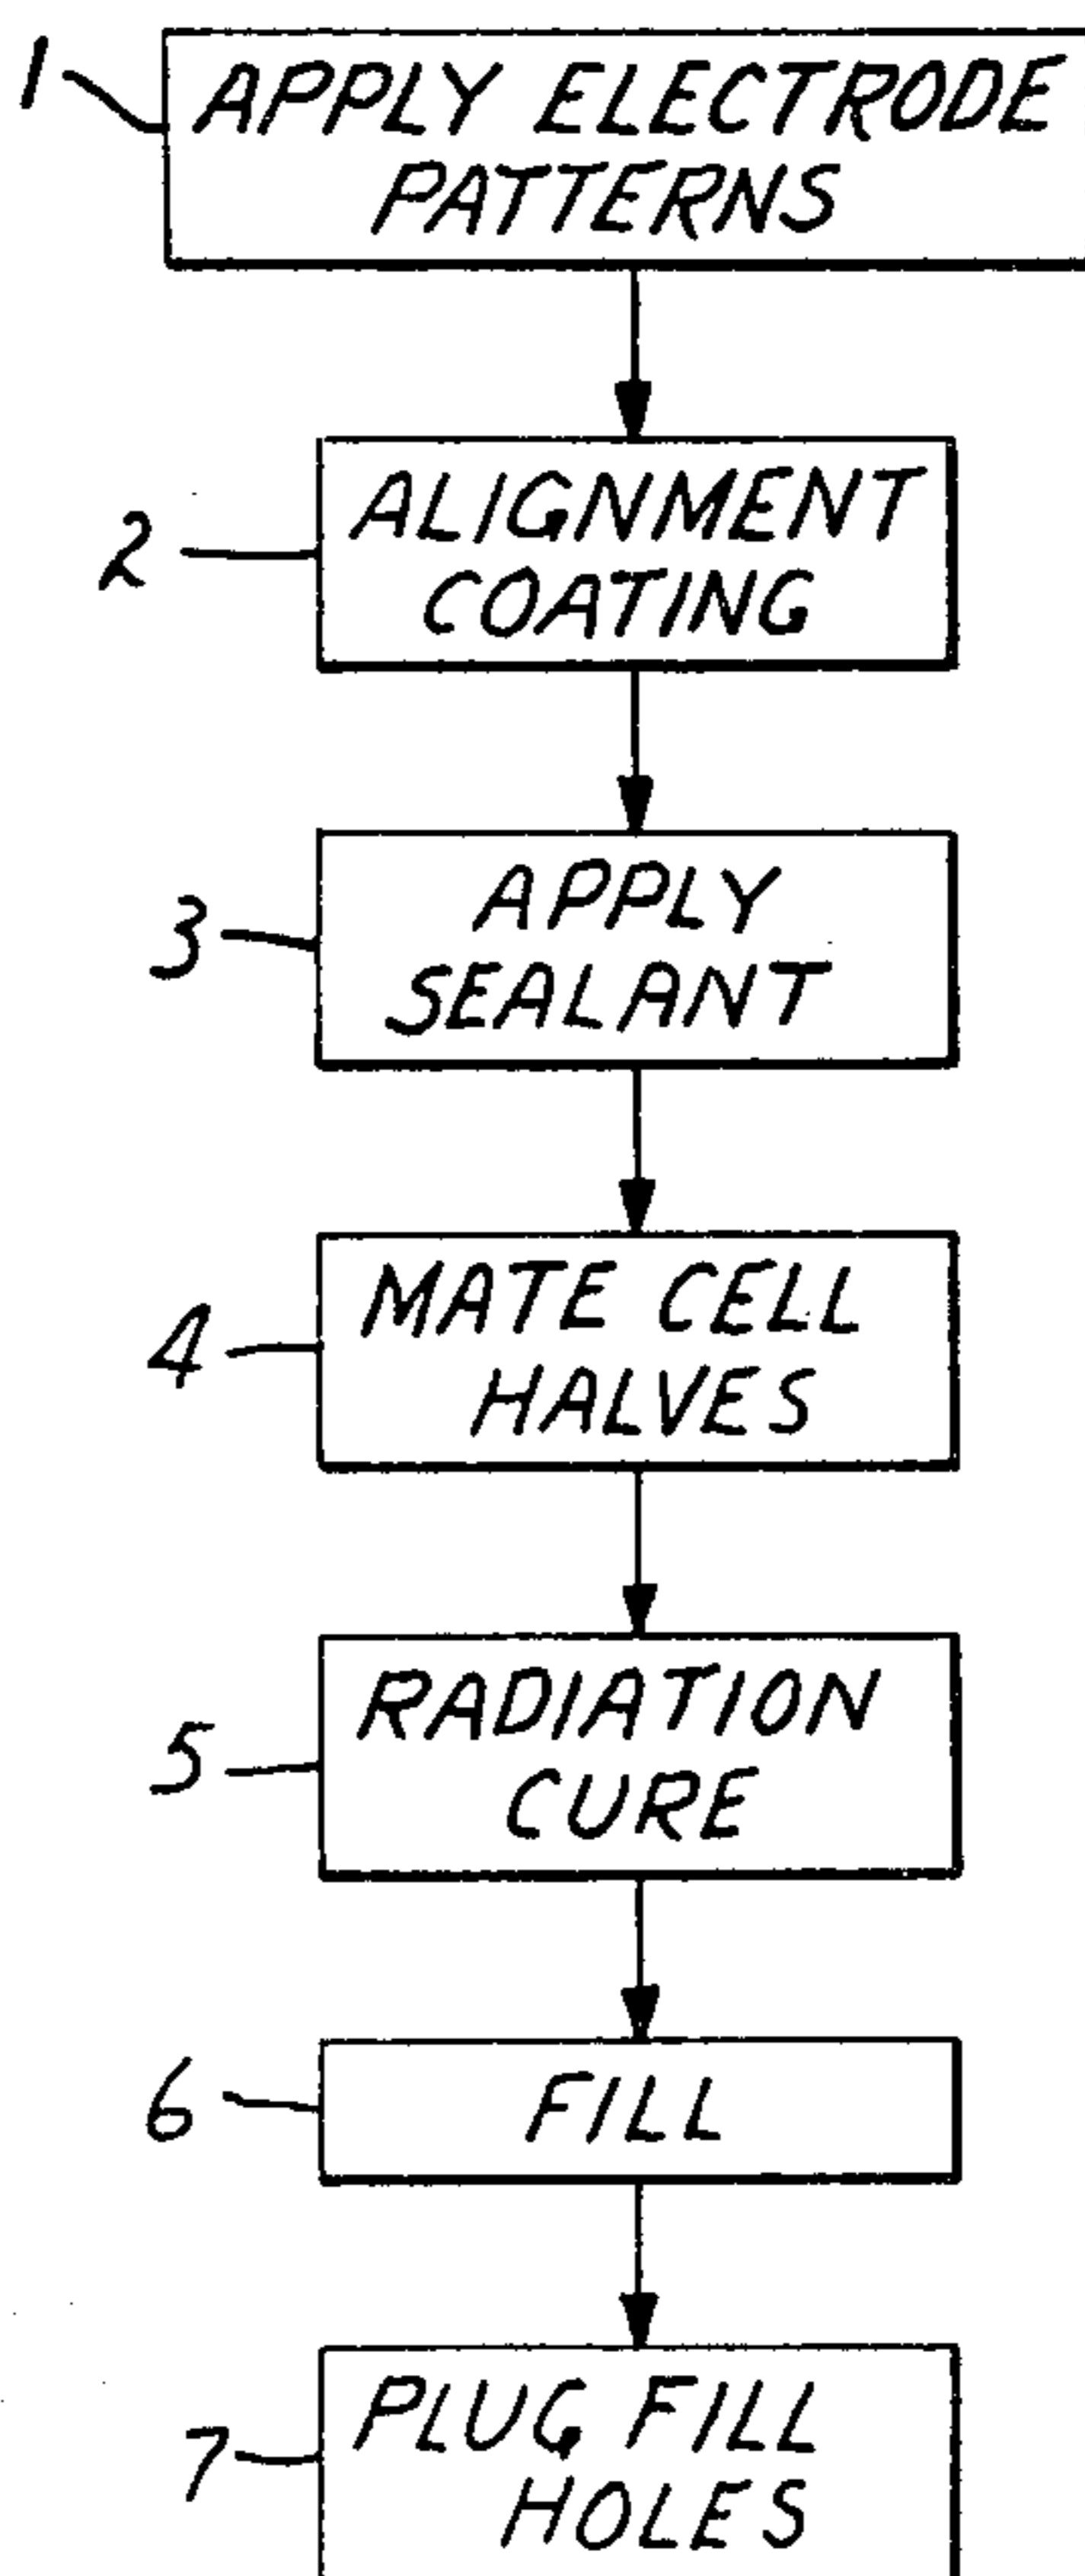 1
APPLY ELECTRODE
PATTERNS
2
ALIGNMENT
COATING
3
APPLY
SEALANT
4
MATE CELL
HALVES
5
RADIATION
CURE
6
FILL
7
PLUG FILL
HOLES